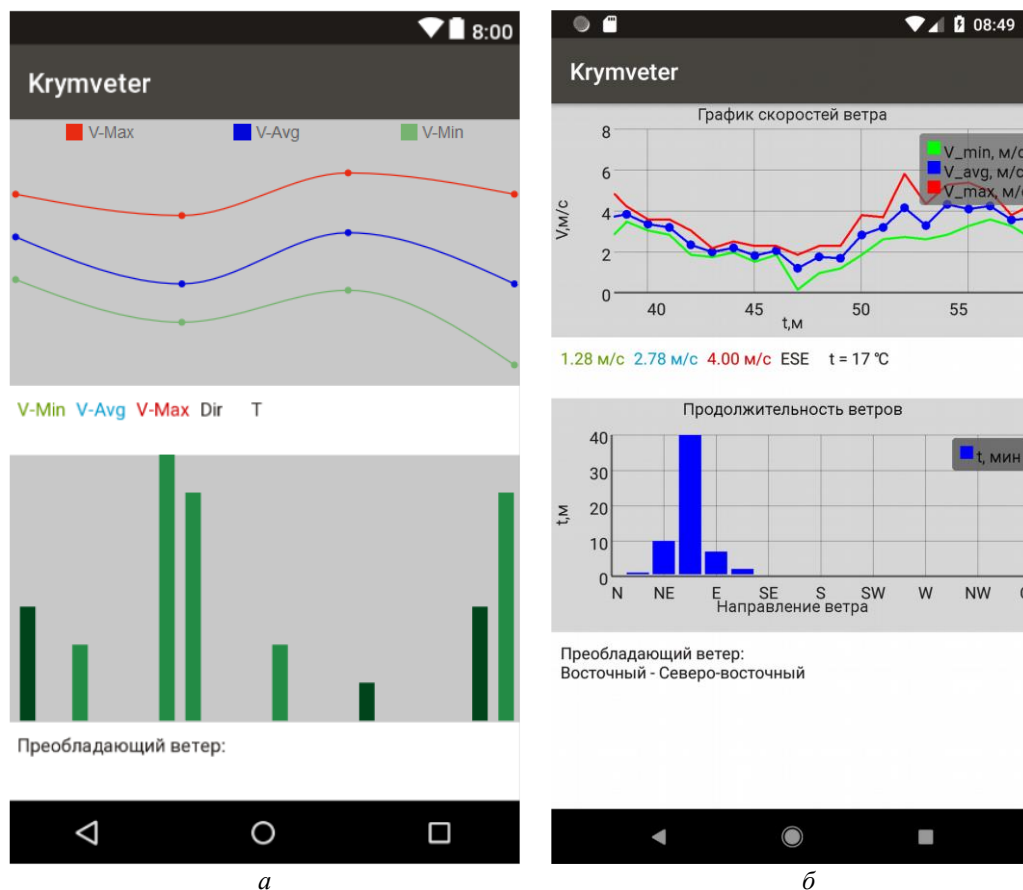 8:00
Krymveter
V-Max V-Avg V-Min
V-Min V-Avg V-Max Dir T
Преобладающий ветер:
а
08:49
Krymveter
График скоростей ветра
8
6
4
2
0
V,м/с
V_min, м/с
V_avg, м/с
V_max, м/с
40 45 50 55
t,м
1.28 м/с 2.78 м/с 4.00 м/с ESE t = 17 °C
Продолжительность ветров
40
30
20
10
0
t,м
t, мин
N NE E SE S SW W NW
Направление ветра
Преобладающий ветер:
Восточный - Северо-восточный
б